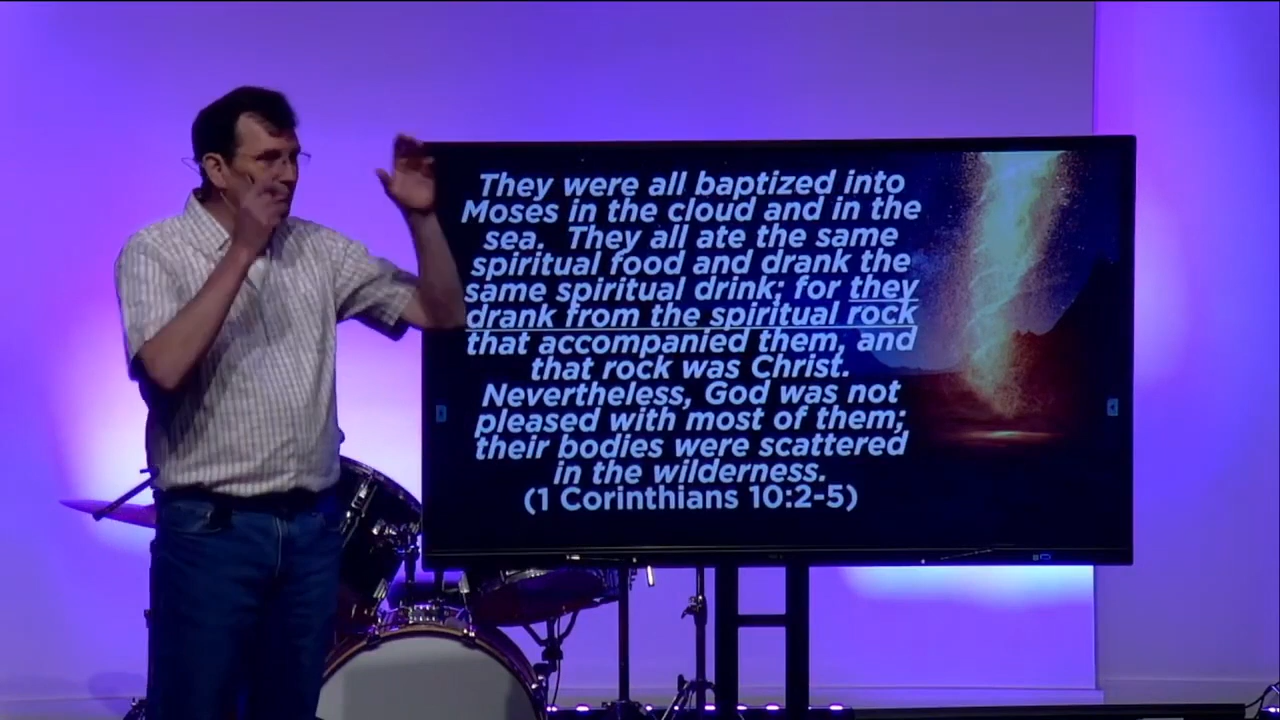 They were all baptized into
Moses in the cloud and in the
sea. They all ate the same
spiritual food and drank the
same spiritual drink; for they
drank from the spiritual rock
that accompanied them, and
that rock was Christ.
Nevertheless, God was not
pleased with most of them;
their bodies were scattered
in the wilderness.
(1 Corinthians 10:2-5)